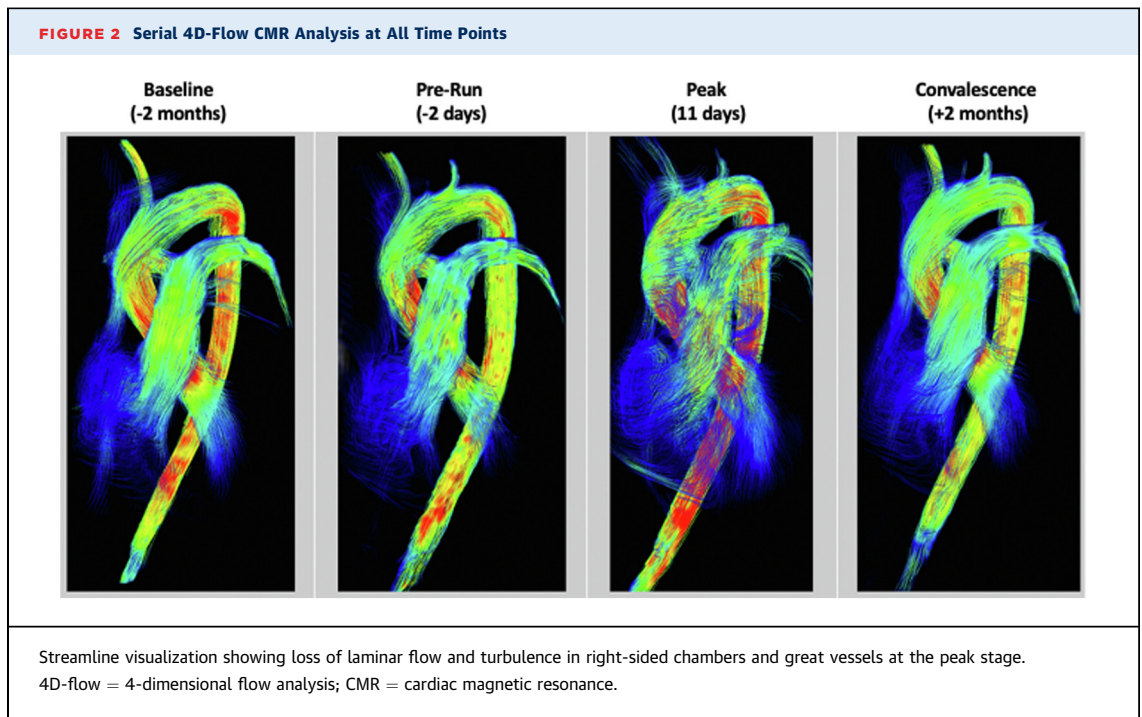 FIGURE 2 Serial 4D-Flow CMR Analysis at All Time Points
Baseline
(-2 months)
Pre-Run
(-2 days)
Peak
(11 days)
Convalescence
(+2 months)
Streamline visualization showing loss of laminar flow and turbulence in right-sided chambers and great vessels at the peak stage.
4D-flow = 4-dimensional flow analysis; CMR = cardiac magnetic resonance.